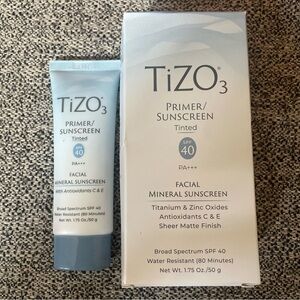 TiZO3
PRIMER/
SUNSCREEN
Tinted
SPF
40
PA+++
FACIAL
MINERAL SUNSCREEN
with Antioxidants C & E
Broad Spectrum SPF 40
Water Resistant (80 Minutes)
Net Wt. 1.75 Oz./50 g
TiZO3
PRIMER/
SUNSCREEN
Tinted
SPF
40
PA+++
FACIAL
MINERAL SUNSCREEN
Titanium & Zinc Oxides
Antioxidants C & E
Sheer Matte Finish
Broad Spectrum SPF 40
Water Resistant (80 Minutes)
Net Wt. 1.75 Oz./50 g